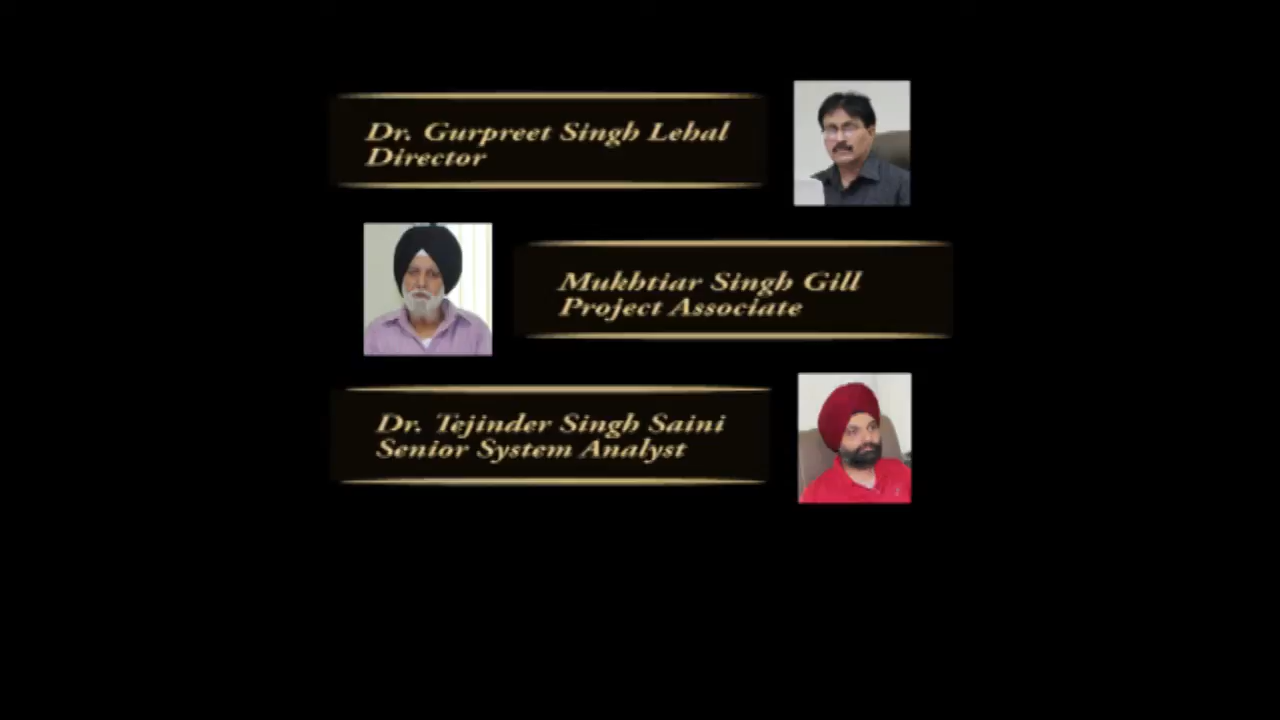 Dr. Gurpreet Singh Lehal
Director
Mukhtiar Singh Gill
Project Associate
Dr. Tejinder Singh Saini
Senior System Analyst